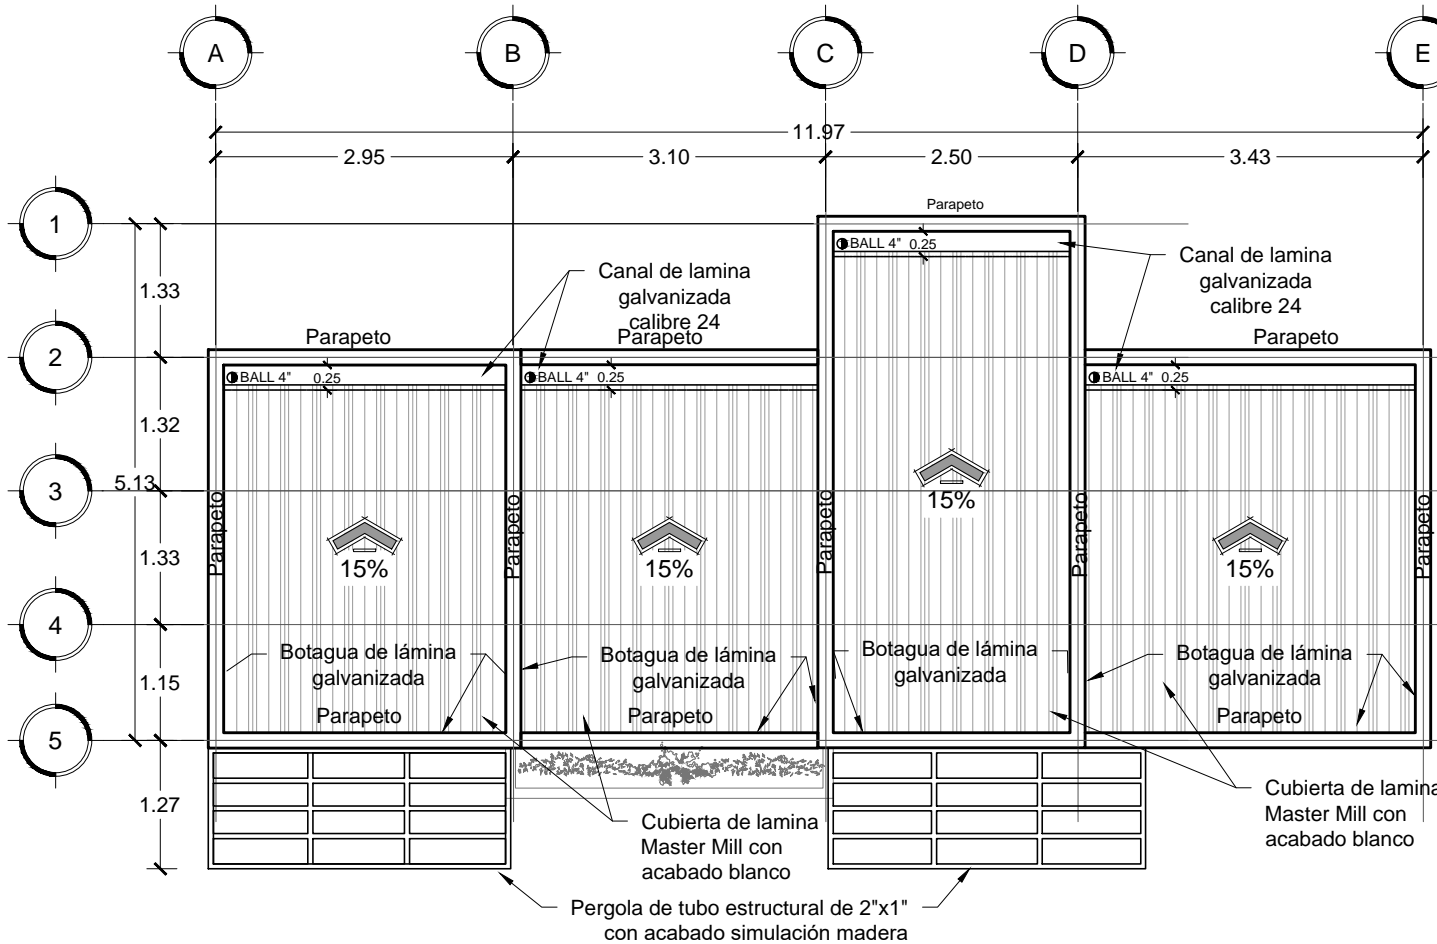 A
B
C
D
E
11.97
2.95
3.10
2.50
3.43
1
2
3
4
5
1.33
1.32
5.13
1.33
1.15
1.27
Parapeto
BALL 4" 0.25
Canal de lamina
galvanizada
calibre 24
Canal de lamina
galvanizada
calibre 24
Parapeto
Parapeto
Parapeto
BALL 4" 0.25
BALL 4" 0.25
BALL 4" 0.25
Parapeto
Parapeto
Parapeto
Parapeto
Parapeto
15%
15%
15%
15%
Botagua de lámina
galvanizada
Botagua de lámina
galvanizada
Botagua de lámina
galvanizada
Botagua de lámina
galvanizada
Parapeto
Parapeto
Parapeto
Cubierta de lamina
Master Mill con
acabado blanco
Cubierta de lamina
Master Mill con
acabado blanco
Pergola de tubo estructural de 2"x1"
con acabado simulación madera